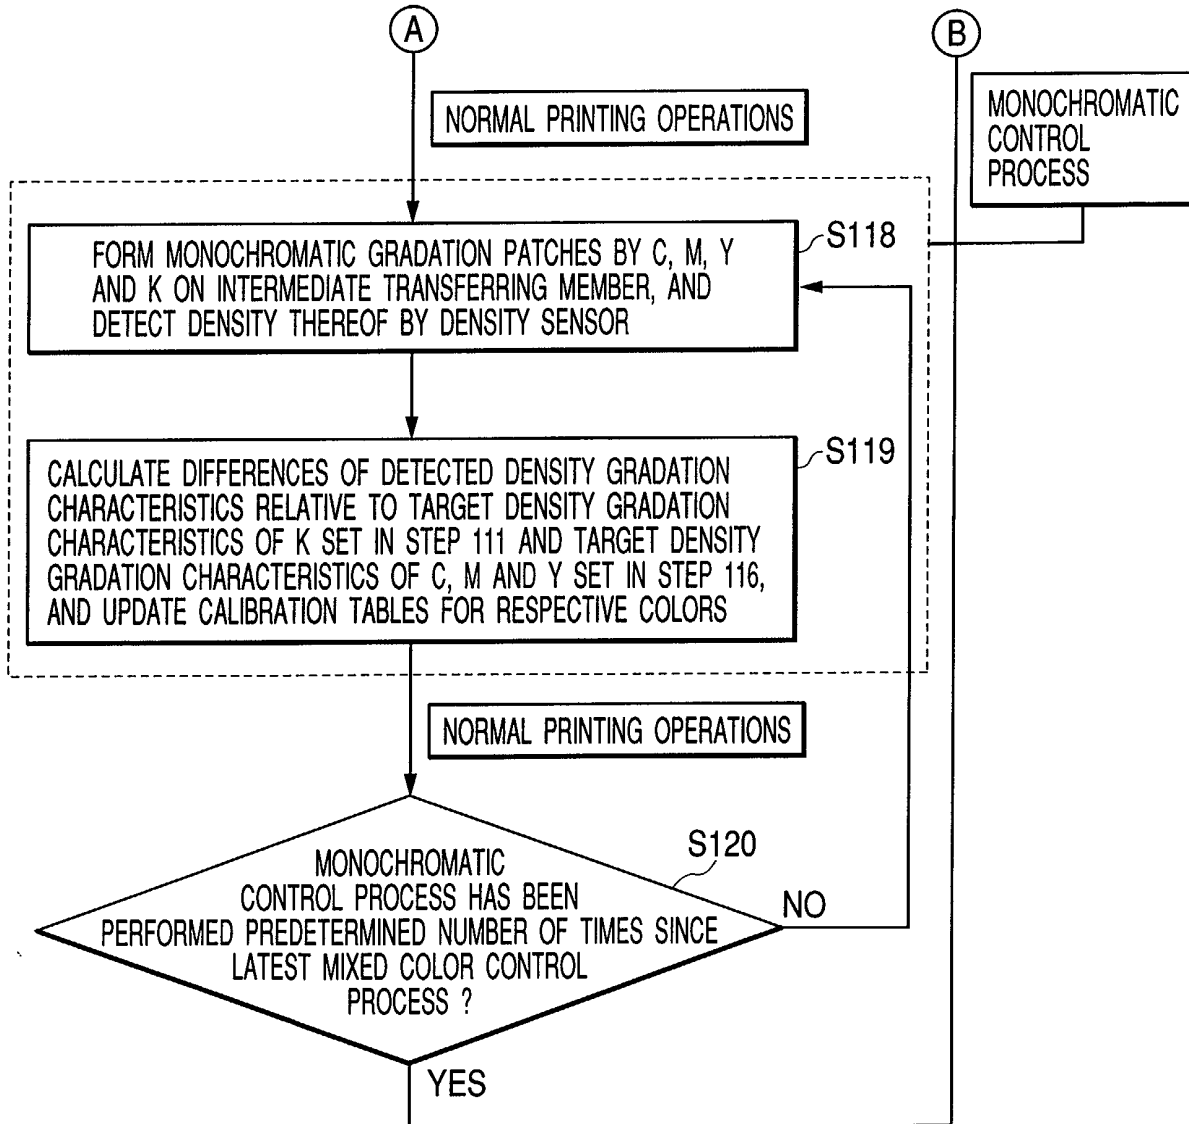 A
B
NORMAL PRINTING OPERATIONS
MONOCHROMATIC
CONTROL
PROCESS
S118
FORM MONOCHROMATIC GRADATION PATCHES BY C, M, Y
AND K ON INTERMEDIATE TRANSFERRING MEMBER, AND
DETECT DENSITY THEREOF BY DENSITY SENSOR
S119
CALCULATE DIFFERENCES OF DETECTED DENSITY GRADATION
CHARACTERISTICS RELATIVE TO TARGET DENSITY GRADATION
CHARACTERISTICS OF K SET IN STEP 111 AND TARGET DENSITY
GRADATION CHARACTERISTICS OF C, M AND Y SET IN STEP 116,
AND UPDATE CALIBRATION TABLES FOR RESPECTIVE COLORS
NORMAL PRINTING OPERATIONS
S120
MONOCHROMATIC
CONTROL PROCESS HAS BEEN
PERFORMED PREDETERMINED NUMBER OF TIMES SINCE
LATEST MIXED COLOR CONTROL
PROCESS ?
NO
YES